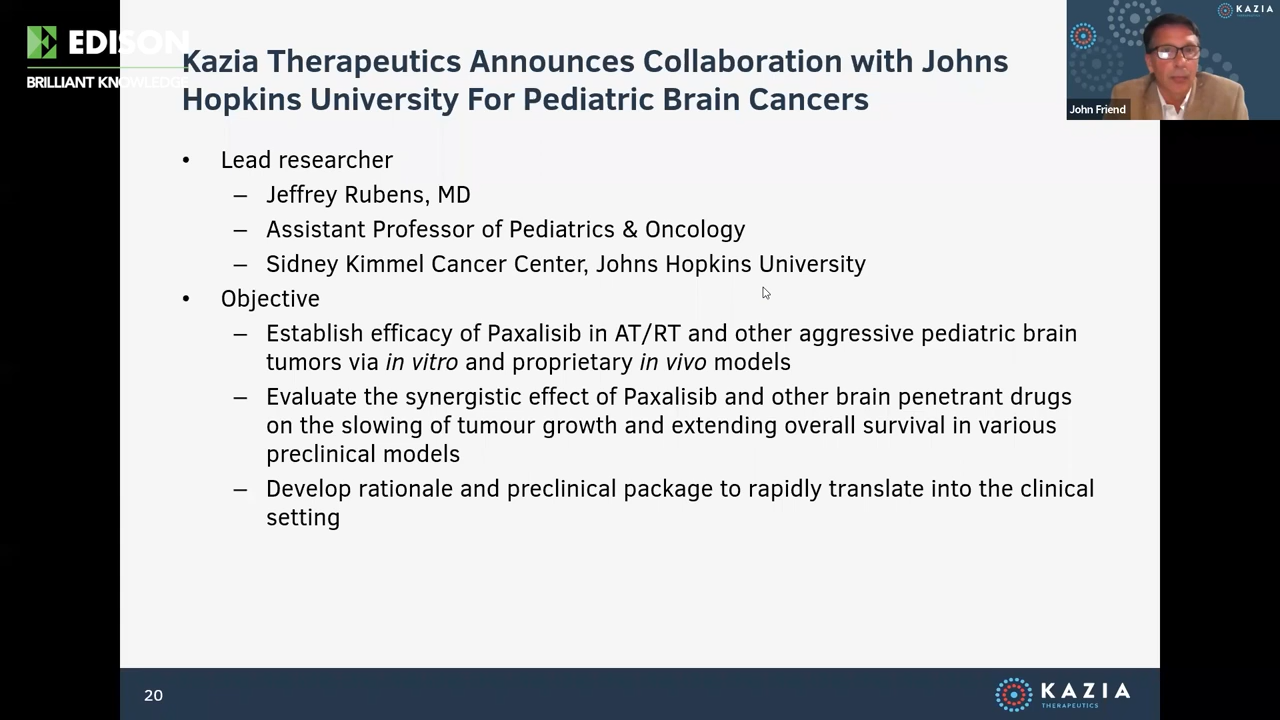 EDISON
BRILLIANT KNOWLEDGE
Kazia Therapeutics Announces Collaboration with Johns
Hopkins University For Pediatric Brain Cancers
KAZIA
THERAPEUTICS
John Friend
• Lead researcher
– Jeffrey Rubens, MD
– Assistant Professor of Pediatrics & Oncology
– Sidney Kimmel Cancer Center, Johns Hopkins University
• Objective
– Establish efficacy of Paxalisib in AT/RT and other aggressive pediatric brain
tumors via in vitro and proprietary in vivo models
– Evaluate the synergistic effect of Paxalisib and other brain penetrant drugs
on the slowing of tumour growth and extending overall survival in various
preclinical models
– Develop rationale and preclinical package to rapidly translate into the clinical
setting
20
KAZIA
THERAPEUTICS